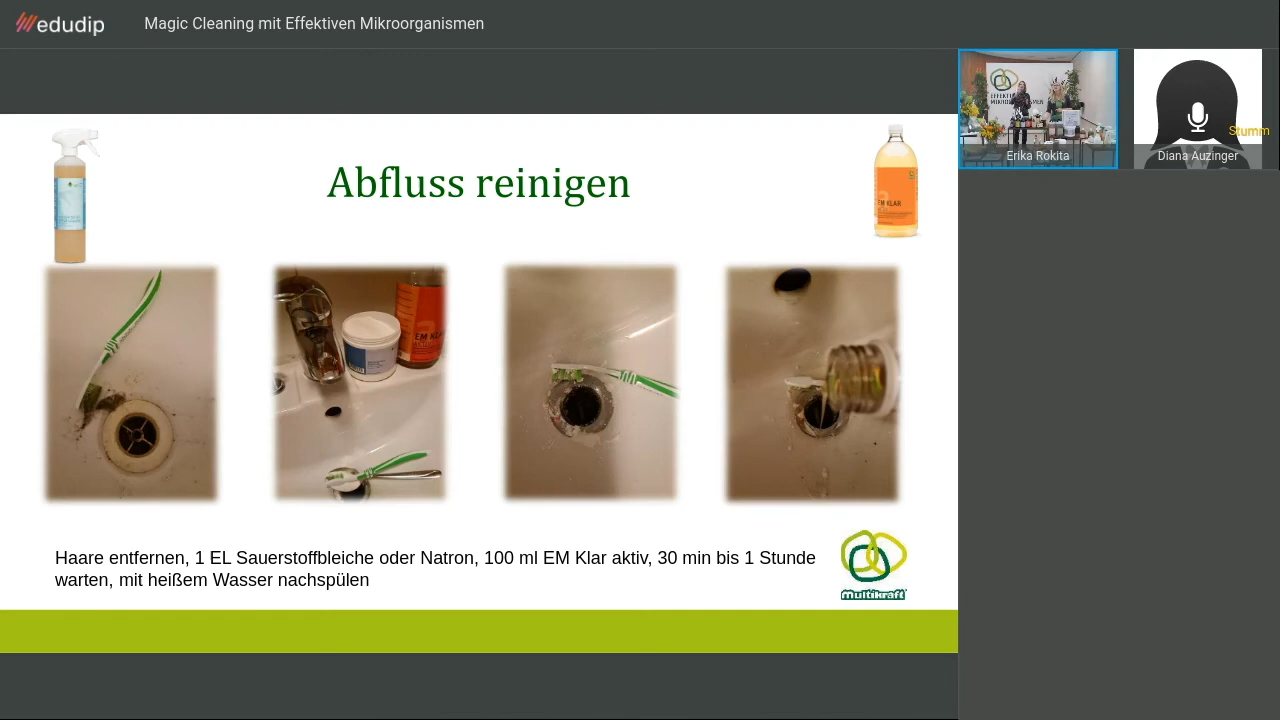 edudip
Magic Cleaning mit Effektiven Mikroorganismen
Stumm
Erika Rokita
Diana Auzinger
Abfluss reinigen
EM KLAR
EM KLA
Haare entfernen, 1 EL Sauerstoffbleiche oder Natron, 100 ml EM Klar aktiv, 30 min bis 1 Stunde
warten, mit heißem Wasser nachspülen
multikraft